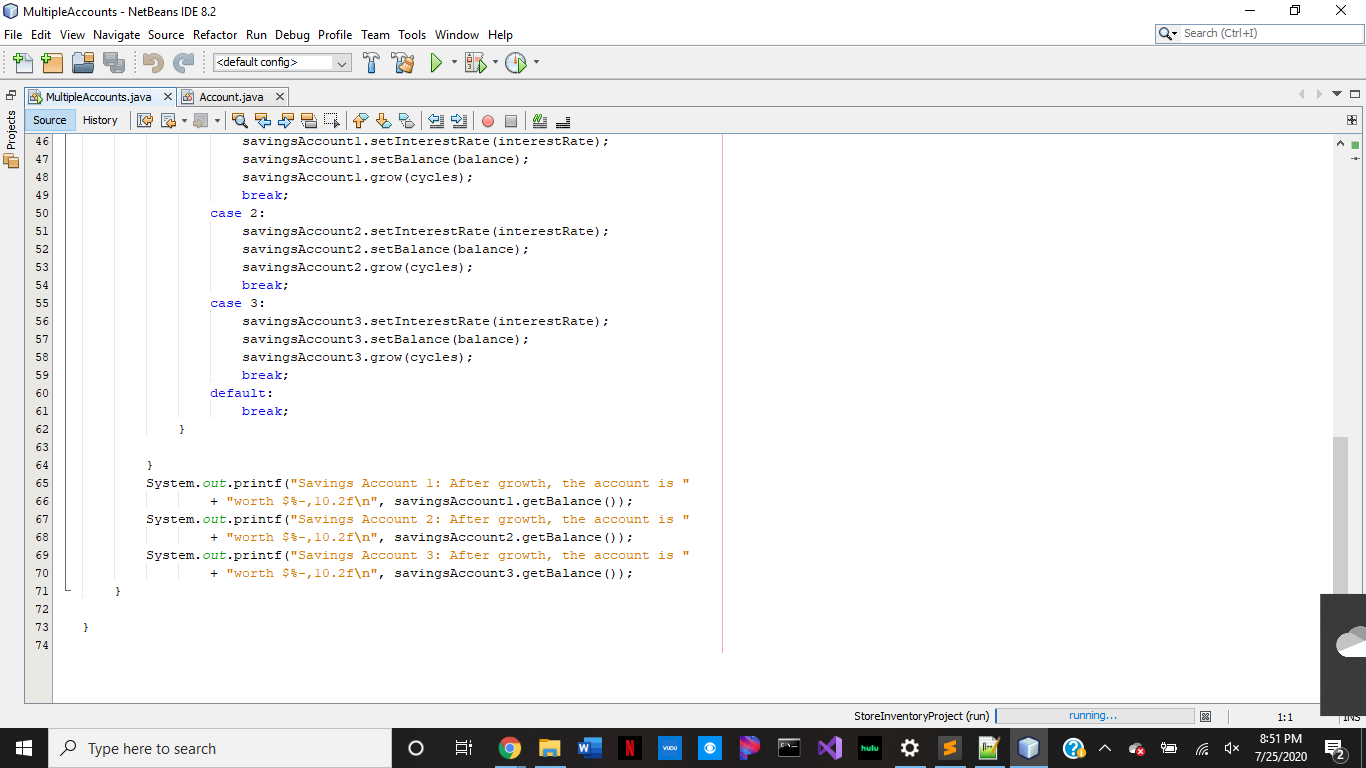 MultipleAccounts - NetBeans IDE 8.2
File Edit View Navigate Source Refactor Run Debug Profile Team Tools Window Help
Search (Ctrl+I)
<default config>
Projects
MultipleAccounts.java
Account.java
Source History
46 savingsAccount1.setInterestRate(interestRate);
47 savingsAccount1.setBalance(balance);
48 savingsAccount1.grow(cycles);
49 break;
50 case 2:
51 savingsAccount2.setInterestRate(interestRate);
52 savingsAccount2.setBalance(balance);
53 savingsAccount2.grow(cycles);
54 break;
55 case 3:
56 savingsAccount3.setInterestRate(interestRate);
57 savingsAccount3.setBalance(balance);
58 savingsAccount3.grow(cycles);
59 break;
60 default:
61 break;
62 }
63
64 }
65 System.out.printf("Savings Account 1: After growth, the account is "
66 + "worth $%-,10.2f\n", savingsAccount1.getBalance());
67 System.out.printf("Savings Account 2: After growth, the account is "
68 + "worth $%-,10.2f\n", savingsAccount2.getBalance());
69 System.out.printf("Savings Account 3: After growth, the account is "
70 + "worth $%-,10.2f\n", savingsAccount3.getBalance());
71 }
72
73 }
74
StoreInventoryProject (run) running... 1:1 INS
Type here to search
N
vudu
hulu
8:51 PM
7/25/2020
2